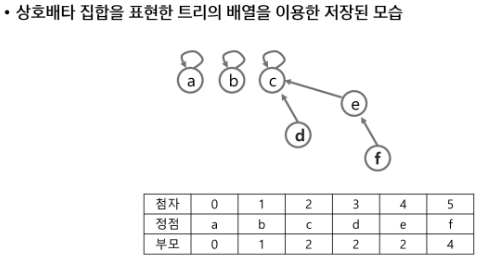 • 상호배타 집합을 표현한 트리의 배열을 이용한 저장된 모습
a b c
e
d
f
첨자 0 1 2 3 4 5
정점 a b c d e f
부모 0 1 2 2 2 4